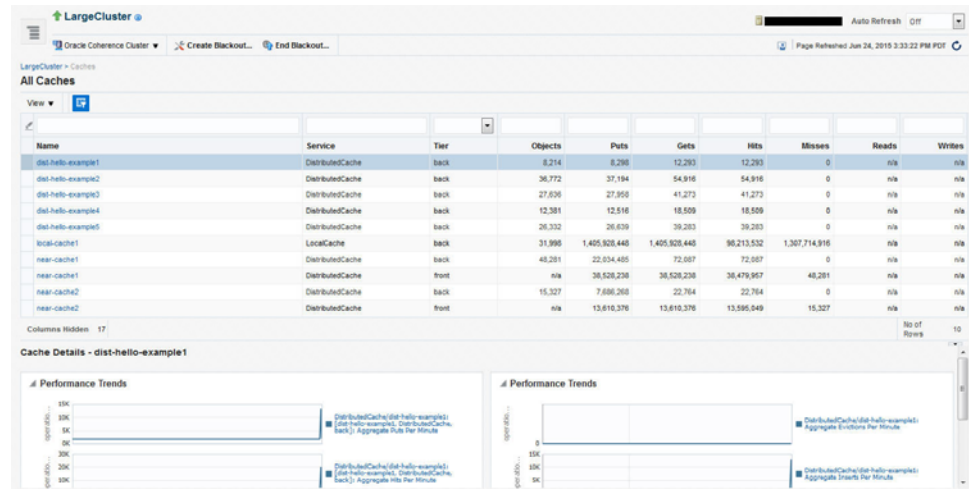 LargeCluster
Auto Refresh Off
Oracle Coherence Cluster Create Blackout... End Blackout...
Page Refreshed Jun 24, 2015 3:33:22 PM PDT
LargeCluster > Caches
All Caches
View
Name Service Tier Objects Puts Gets Hits Misses Reads Writes
dist-hello-example1 DistributedCache back 8,214 8,298 12,293 12,293 0 n/a n/a
dist-hello-example2 DistributedCache back 36,772 37,194 54,916 54,916 0 n/a n/a
dist-hello-example3 DistributedCache back 27,636 27,958 41,273 41,273 0 n/a n/a
dist-hello-example4 DistributedCache back 12,381 12,516 18,509 18,509 0 n/a n/a
dist-hello-example5 DistributedCache back 26,332 26,639 39,283 39,283 0 n/a n/a
local-cache1 LocalCache back 31,998 1,405,928,448 1,405,928,448 98,213,532 1,307,714,916 n/a n/a
near-cache1 DistributedCache back 48,281 22,034,485 72,087 72,087 0 n/a n/a
near-cache1 DistributedCache front n/a 38,528,238 38,528,238 38,479,957 48,281 n/a n/a
near-cache2 DistributedCache back 15,327 7,686,268 22,764 22,764 0 n/a n/a
near-cache2 DistributedCache front n/a 13,610,376 13,610,376 13,595,049 15,327 n/a n/a
Columns Hidden 17
No of
Rows 10
Cache Details - dist-hello-example1
Performance Trends
15K
10K
5K
0K
operatio...
DistributedCache/dist-hello-example1:
[dist-hello-example1, DistributedCache,
back]: Aggregate Puts Per Minute
30K
20K
10K
operatio...
DistributedCache/dist-hello-example1:
[dist-hello-example1, DistributedCache,
back]: Aggregate Hits Per Minute
Performance Trends
operatio...
0
DistributedCache/dist-hello-example1:
Aggregate Evictions Per Minute
15K
10K
5K
operatio...
DistributedCache/dist-hello-example1:
Aggregate Inserts Per Minute